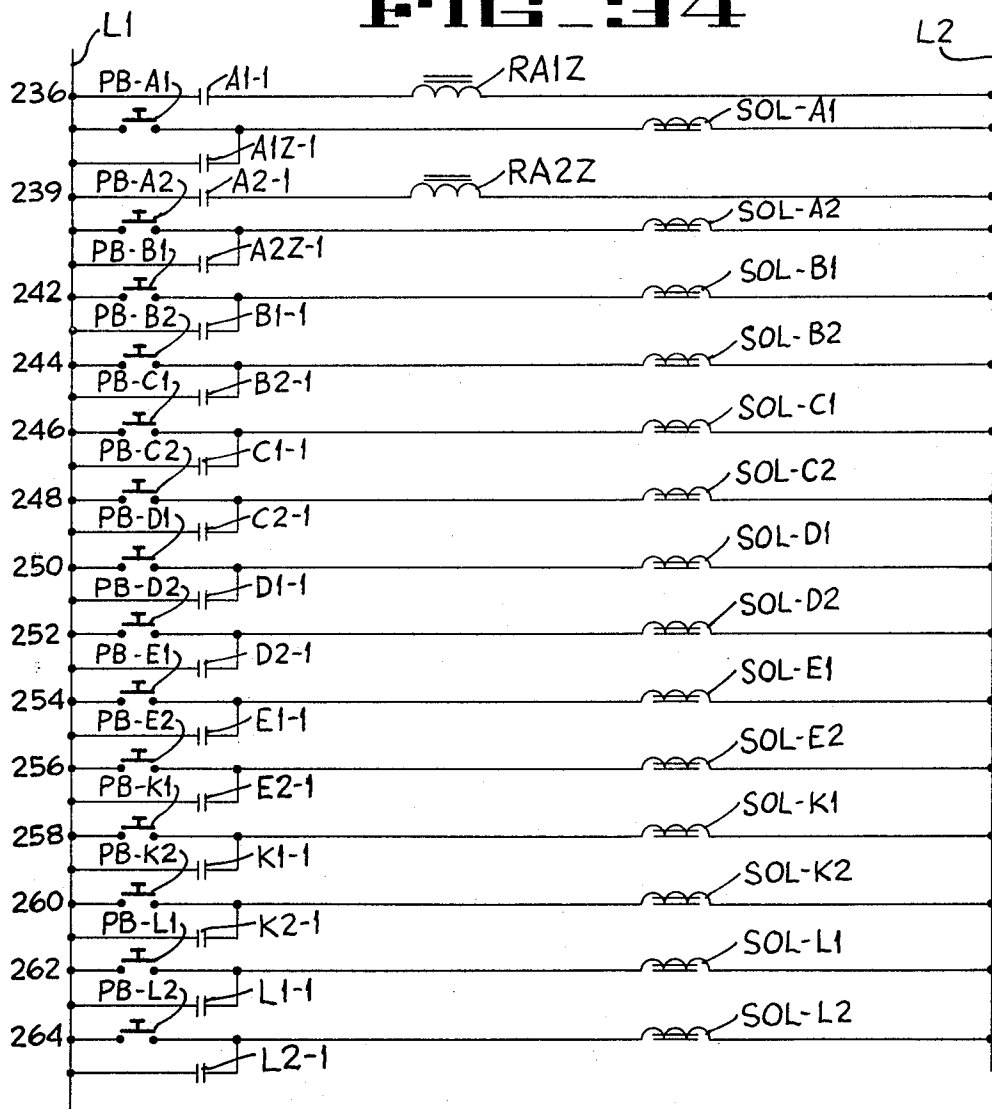 FIG_34
L1
L2
236
PB-A1
A1-1
RA1Z
SOL-A1
A1Z-1
239
PB-A2
A2-1
RA2Z
SOL-A2
PB-B1
A2Z-1
242
SOL-B1
PB-B2
B1-1
244
SOL-B2
PB-C1
B2-1
246
SOL-C1
PB-C2
C1-1
248
SOL-C2
PB-D1
C2-1
250
SOL-D1
PB-D2
D1-1
252
SOL-D2
PB-E1
D2-1
254
SOL-E1
PB-E2
E1-1
256
SOL-E2
PB-K1
E2-1
258
SOL-K1
PB-K2
K1-1
260
SOL-K2
PB-L1
K2-1
262
SOL-L1
PB-L2
L1-1
264
SOL-L2
L2-1